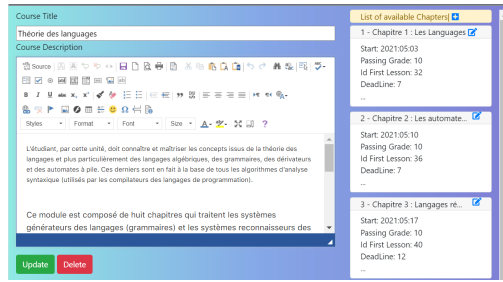 Course Title
Théorie des langages
Course Description
Source
Styles
Format
Font
Size
L'étudiant, par cette unité, doit connaître et maîtriser les concepts issus de la théorie des
langages et plus particulièrement des langages algébriques, des grammaires, des dérivateurs
et des automates à pile. Ces derniers sont en fait à la base de tous les algorithmes d'analyse
syntaxique (utilisés par les compilateurs des langages de programmation).
Ce module est composé de huit chapitres qui traitent les systèmes
générateurs des langages (grammaires) et les systèmes reconnaisseurs des
Update Delete
List of available Chapters
1 - Chapitre 1 : Les Languages
Start: 2021:05:03
Passing Grade: 10
Id First Lesson: 32
DeadLine: 7
...
2 - Chapitre 2 : Les automate...
Start: 2021:05:10
Passing Grade: 10
Id First Lesson: 36
DeadLine: 7
...
3 - Chapitre 3 : Langages ré...
Start: 2021:05:17
Passing Grade: 10
Id First Lesson: 40
DeadLine: 12
...